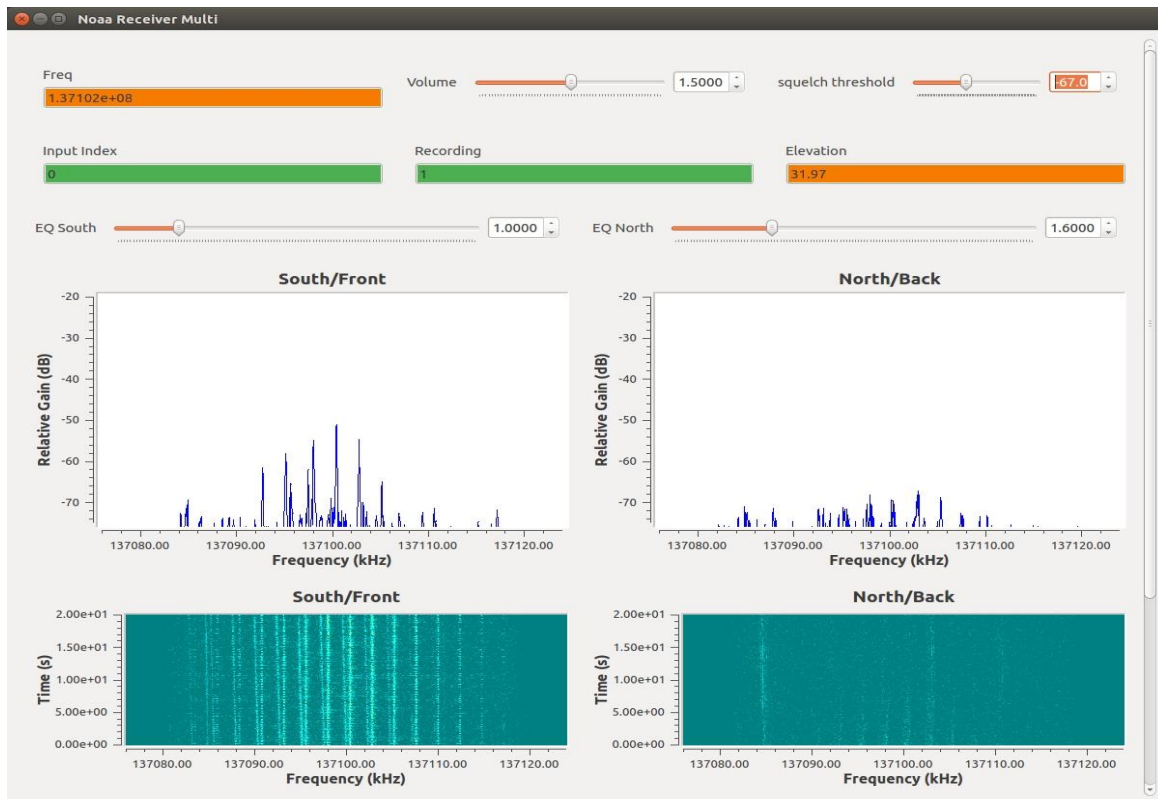 Noaa Receiver Multi
Freq
1.37102e+08
Volume 1.5000
squelch threshold -67.0
Input Index
0
Recording
1
Elevation
31.97
EQ South 1.0000
EQ North 1.6000
South/Front
-20
-30
-40
-50
-60
-70
Relative Gain (dB)
137080.00 137090.00 137100.00 137110.00 137120.00
Frequency (kHz)
North/Back
-20
-30
-40
-50
-60
-70
Relative Gain (dB)
137080.00 137090.00 137100.00 137110.00 137120.00
Frequency (kHz)
South/Front
2.00e+01
1.50e+01
1.00e+01
5.00e+00
0.00e+00
Time (s)
137080.00 137090.00 137100.00 137110.00 137120.00
Frequency (kHz)
North/Back
2.00e+01
1.50e+01
1.00e+01
5.00e+00
0.00e+00
Time (s)
137080.00 137090.00 137100.00 137110.00 137120.00
Frequency (kHz)